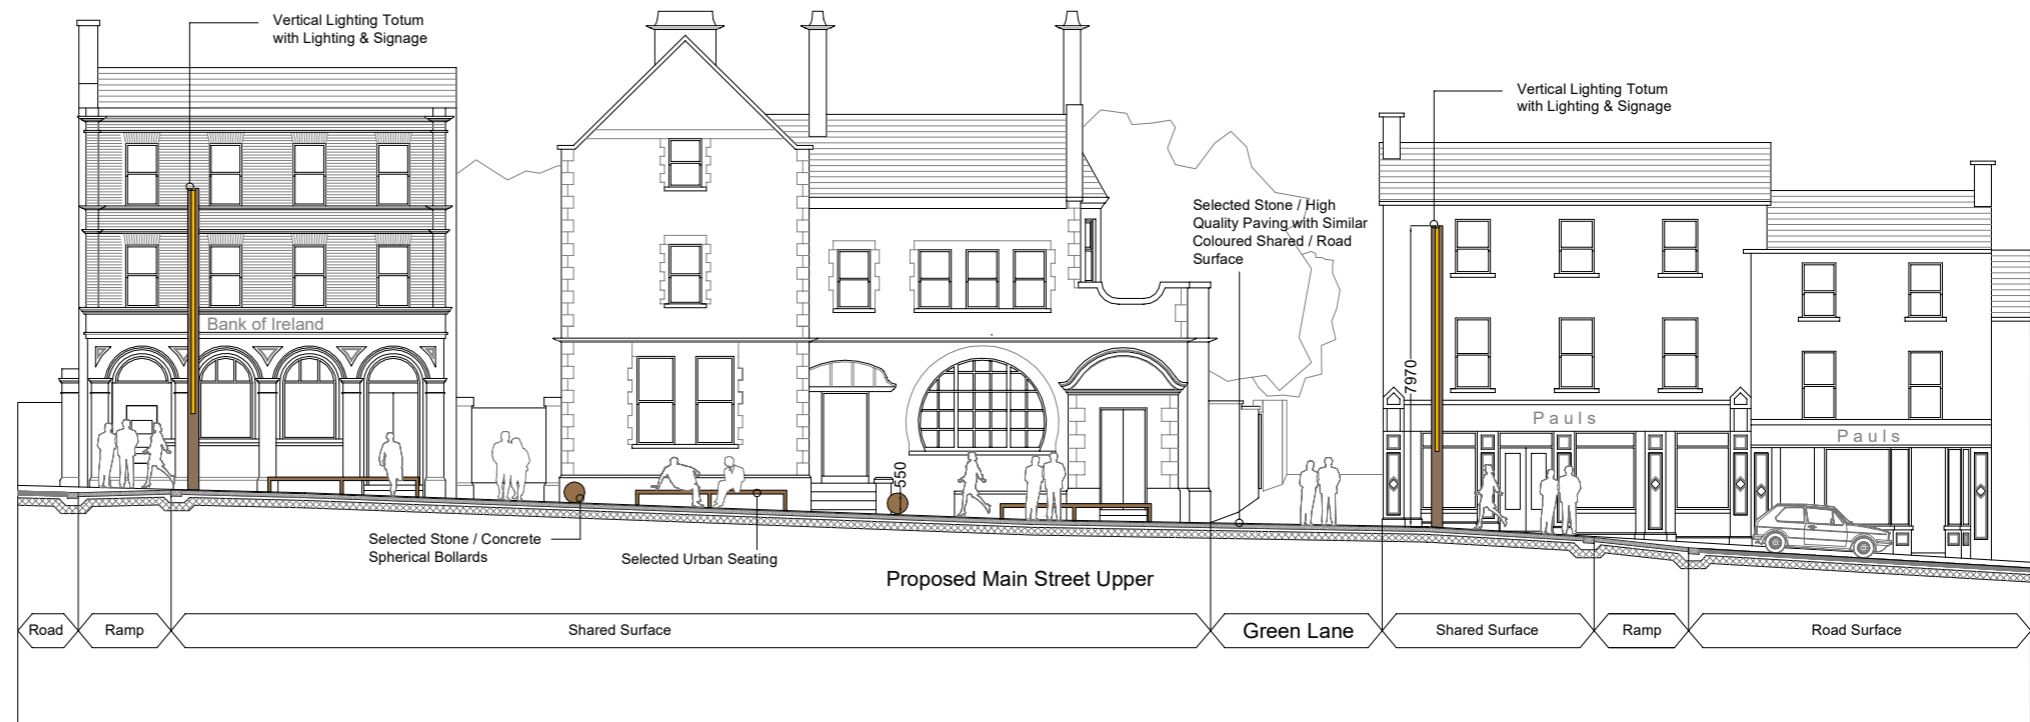 Vertical Lighting Totum
with Lighting & Signage
Vertical Lighting Totum
with Lighting & Signage
Selected Stone / High
Quality Paving with Similar
Coloured Shared / Road
Surface
Bank of Ireland
7970
Pauls
Pauls
550
Selected Stone / Concrete
Spherical Bollards
Selected Urban Seating
Proposed Main Street Upper
Road
Ramp
Shared Surface
Green Lane
Shared Surface
Ramp
Road Surface